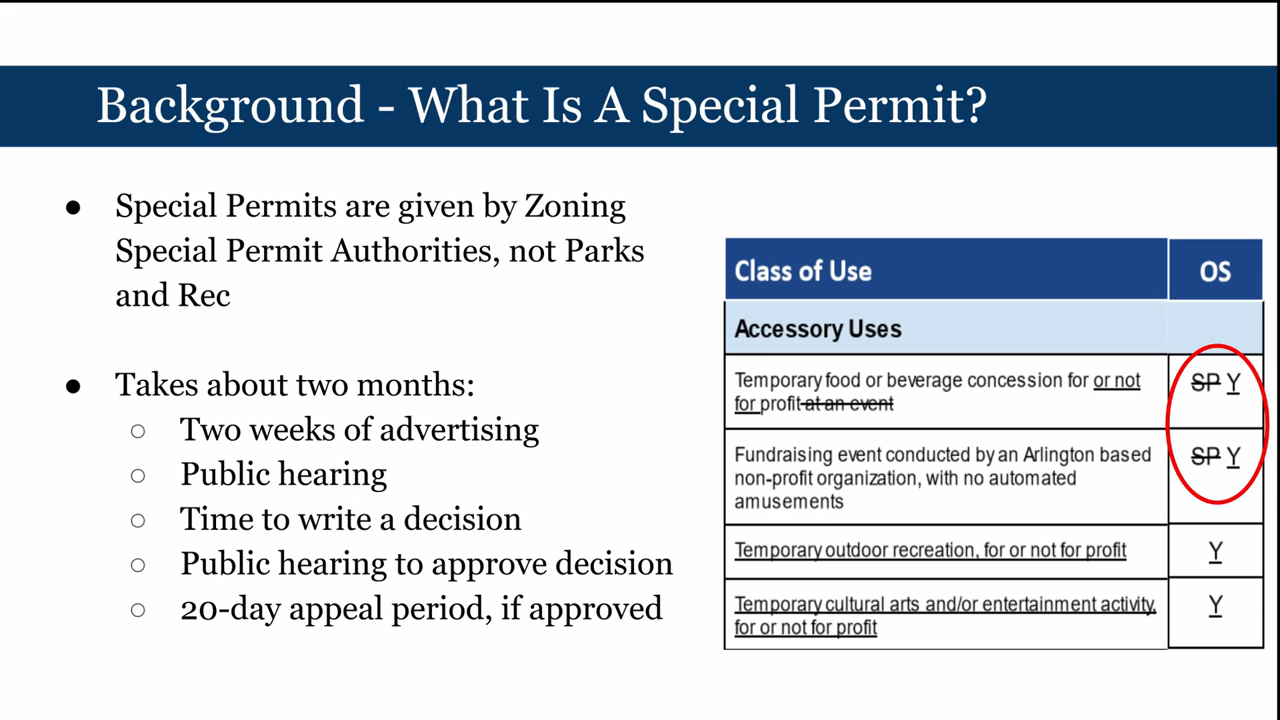 Background - What Is A Special Permit?
● Special Permits are given by Zoning
Special Permit Authorities, not Parks
and Rec
● Takes about two months:
○ Two weeks of advertising
○ Public hearing
○ Time to write a decision
○ Public hearing to approve decision
○ 20-day appeal period, if approved
Class of Use OS
Accessory Uses
Temporary food or beverage concession for or not SP Y
for profit at an event
Fundraising event conducted by an Arlington based SP Y
non-profit organization, with no automated
amusements
Temporary outdoor recreation, for or not for profit Y
Temporary cultural arts and/or entertainment activity, Y
for or not for profit